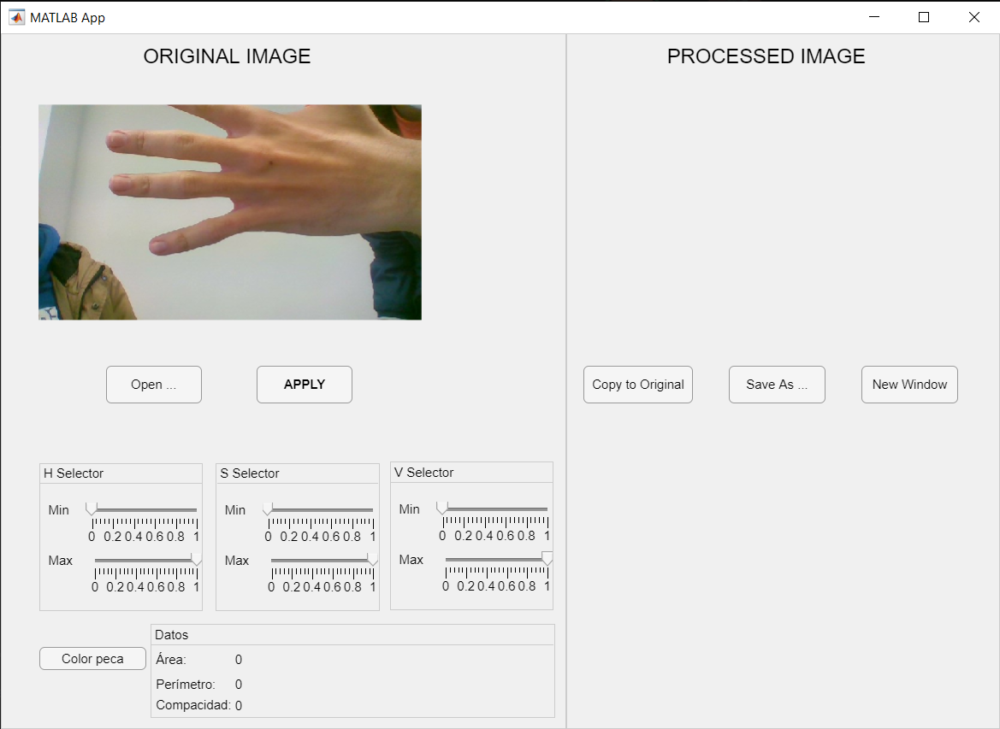 MATLAB App
ORIGINAL IMAGE
PROCESSED IMAGE
Open ...
APPLY
Copy to Original
Save As ...
New Window
H Selector
Min
0 0.2 0.4 0.6 0.8 1
Max
0 0.2 0.4 0.6 0.8 1
S Selector
Min
0 0.2 0.4 0.6 0.8 1
Max
0 0.2 0.4 0.6 0.8 1
V Selector
Min
0 0.2 0.4 0.6 0.8 1
Max
0 0.2 0.4 0.6 0.8 1
Color peca
Datos
Área: 0
Perímetro: 0
Compacidad: 0